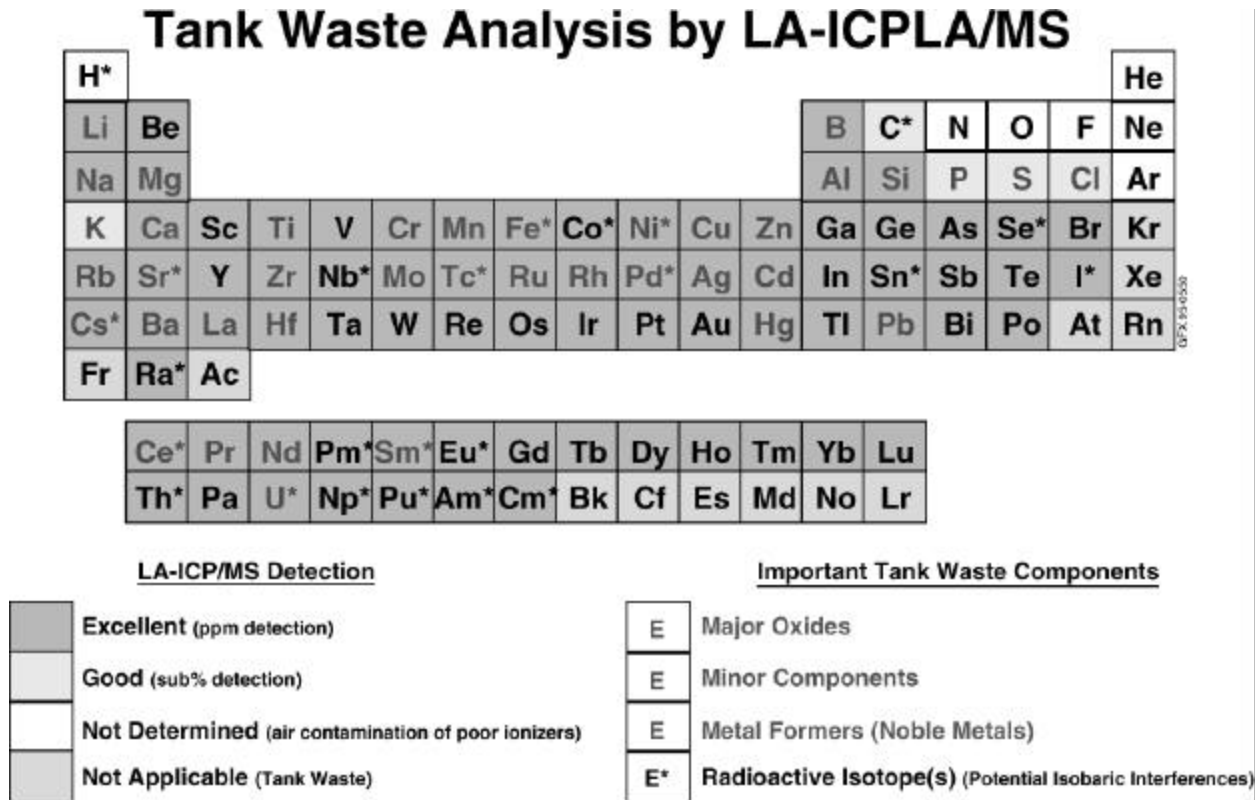 Tank Waste Analysis by LA-ICPLA/MS
H* He
Li Be B C* N O F Ne
Na Mg Al Si P S Cl Ar
K Ca Sc Ti V Cr Mn Fe* Co* Ni* Cu Zn Ga Ge As Se* Br Kr
Rb Sr* Y Zr Nb* Mo Tc* Ru Rh Pd* Ag Cd In Sn* Sb Te I* Xe
Cs* Ba La Hf Ta W Re Os Ir Pt Au Hg Tl Pb Bi Po At Rn
Fr Ra* Ac
Ce* Pr Nd Pm* Sm* Eu* Gd Tb Dy Ho Tm Yb Lu
Th* Pa U* Np* Pu* Am* Cm* Bk Cf Es Md No Lr
LA-ICP/MS Detection
Excellent (ppm detection)
Good (sub% detection)
Not Determined (air contamination of poor ionizers)
Not Applicable (Tank Waste)
Important Tank Waste Components
E Major Oxides
E Minor Components
E Metal Formers (Noble Metals)
E* Radioactive Isotope(s) (Potential Isobaric Interferences)